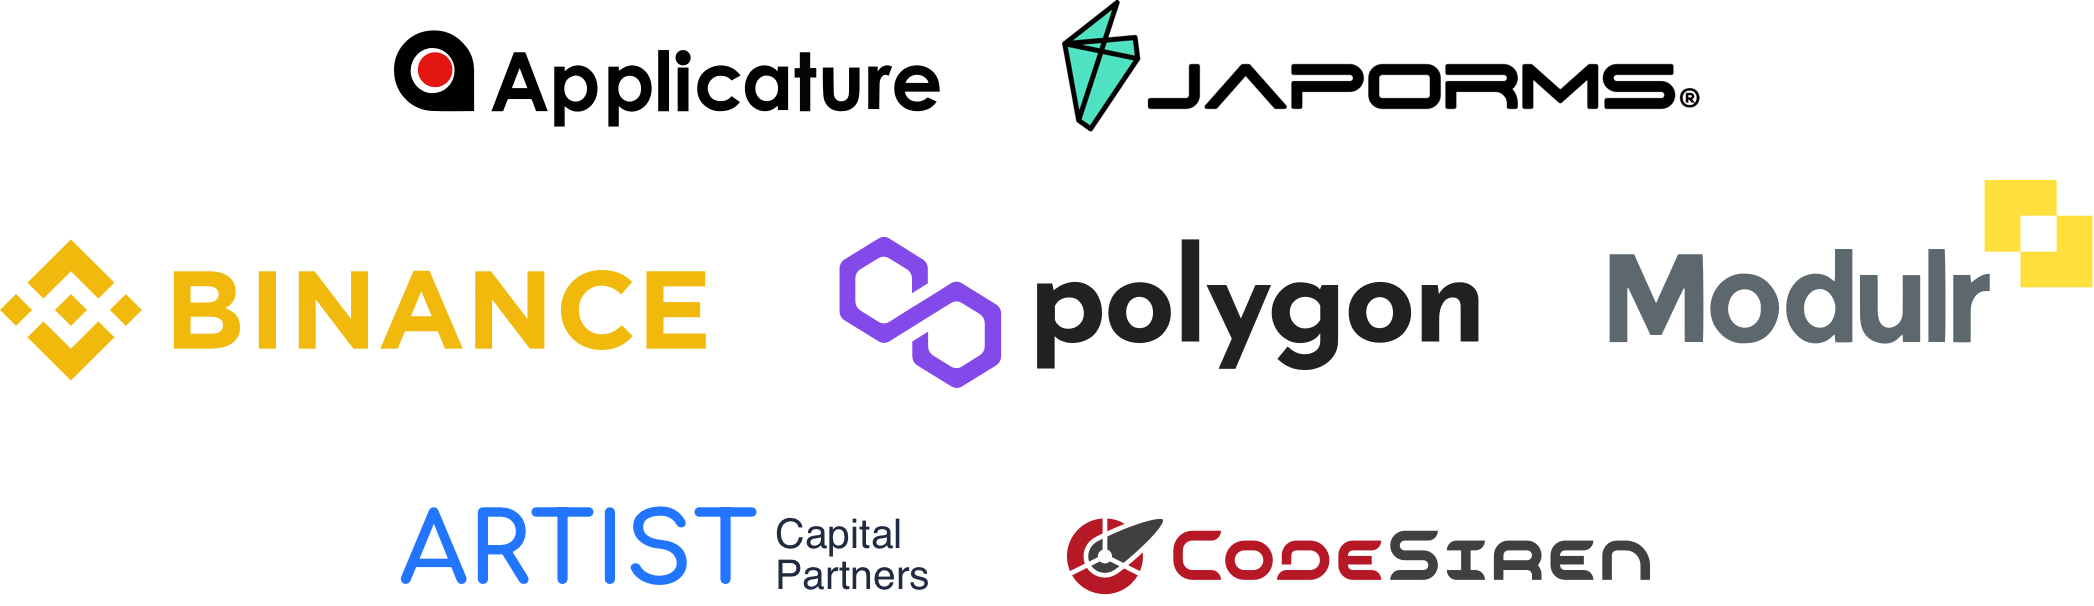 Applicature
JAPORMS®
BINANCE
polygon
Modulr
ARTIST Capital Partners
CODESIREN